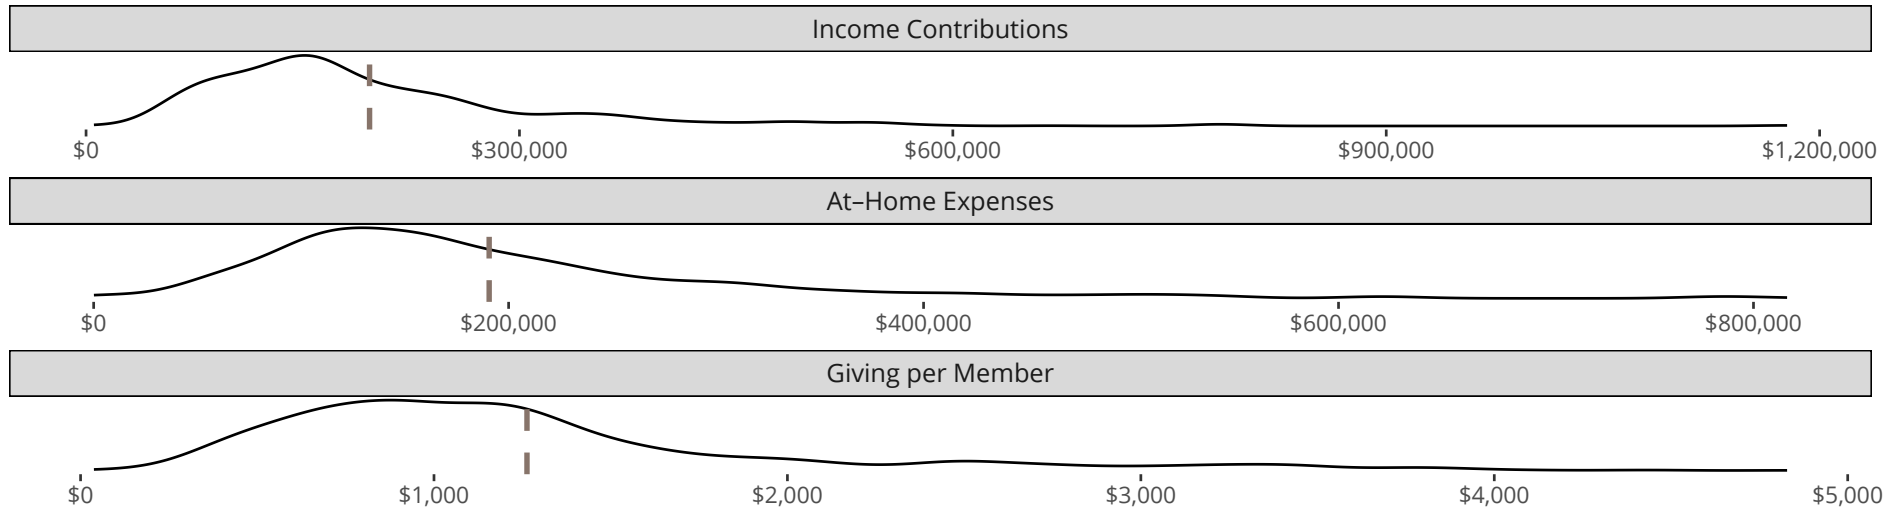 Income Contributions
$0 $300,000 $600,000 $900,000 $1,200,000
At–Home Expenses
$0 $200,000 $400,000 $600,000 $800,000
Giving per Member
$0 $1,000 $2,000 $3,000 $4,000 $5,000